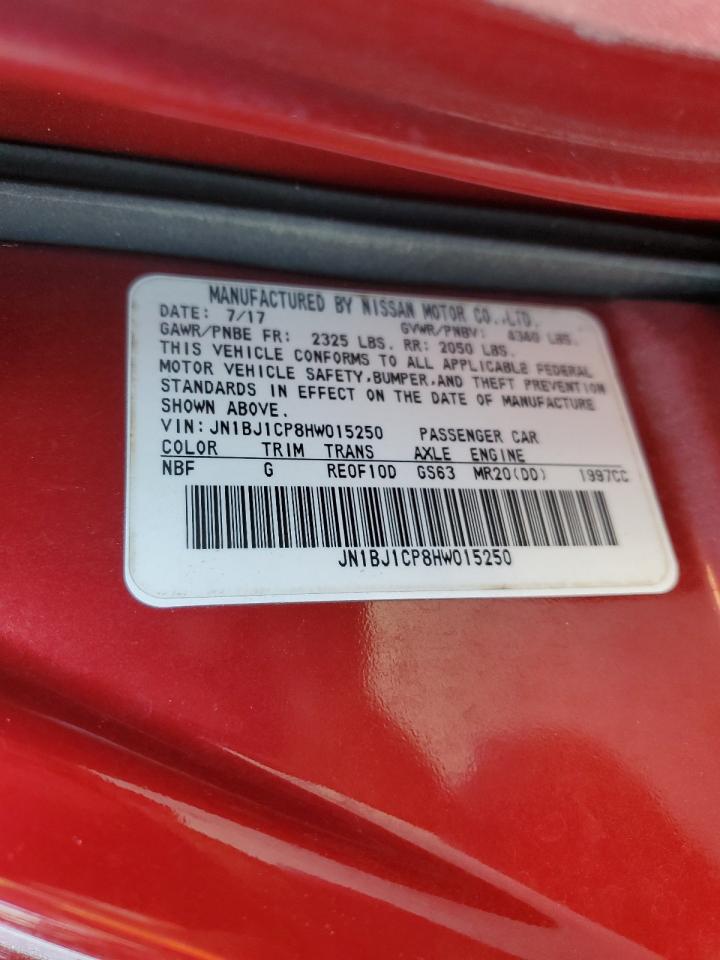 MANUFACTURED BY NISSAN MOTOR CO.,LTD.
DATE: 7/17 GVWR/PNBV: 4340 LBS.
GAWR/PNBE FR: 2325 LBS. RR: 2050 LBS.
THIS VEHICLE CONFORMS TO ALL APPLICABLE FEDERAL
MOTOR VEHICLE SAFETY,BUMPER,AND THEFT PREVENTION
STANDARDS IN EFFECT ON THE DATE OF MANUFACTURE
SHOWN ABOVE.
VIN: JN1BJ1CP8HW015250 PASSENGER CAR
COLOR TRIM TRANS AXLE ENGINE
NBF G RE0F10D GS63 MR20(DD) 1997CC
JN1BJ1CP8HW015250